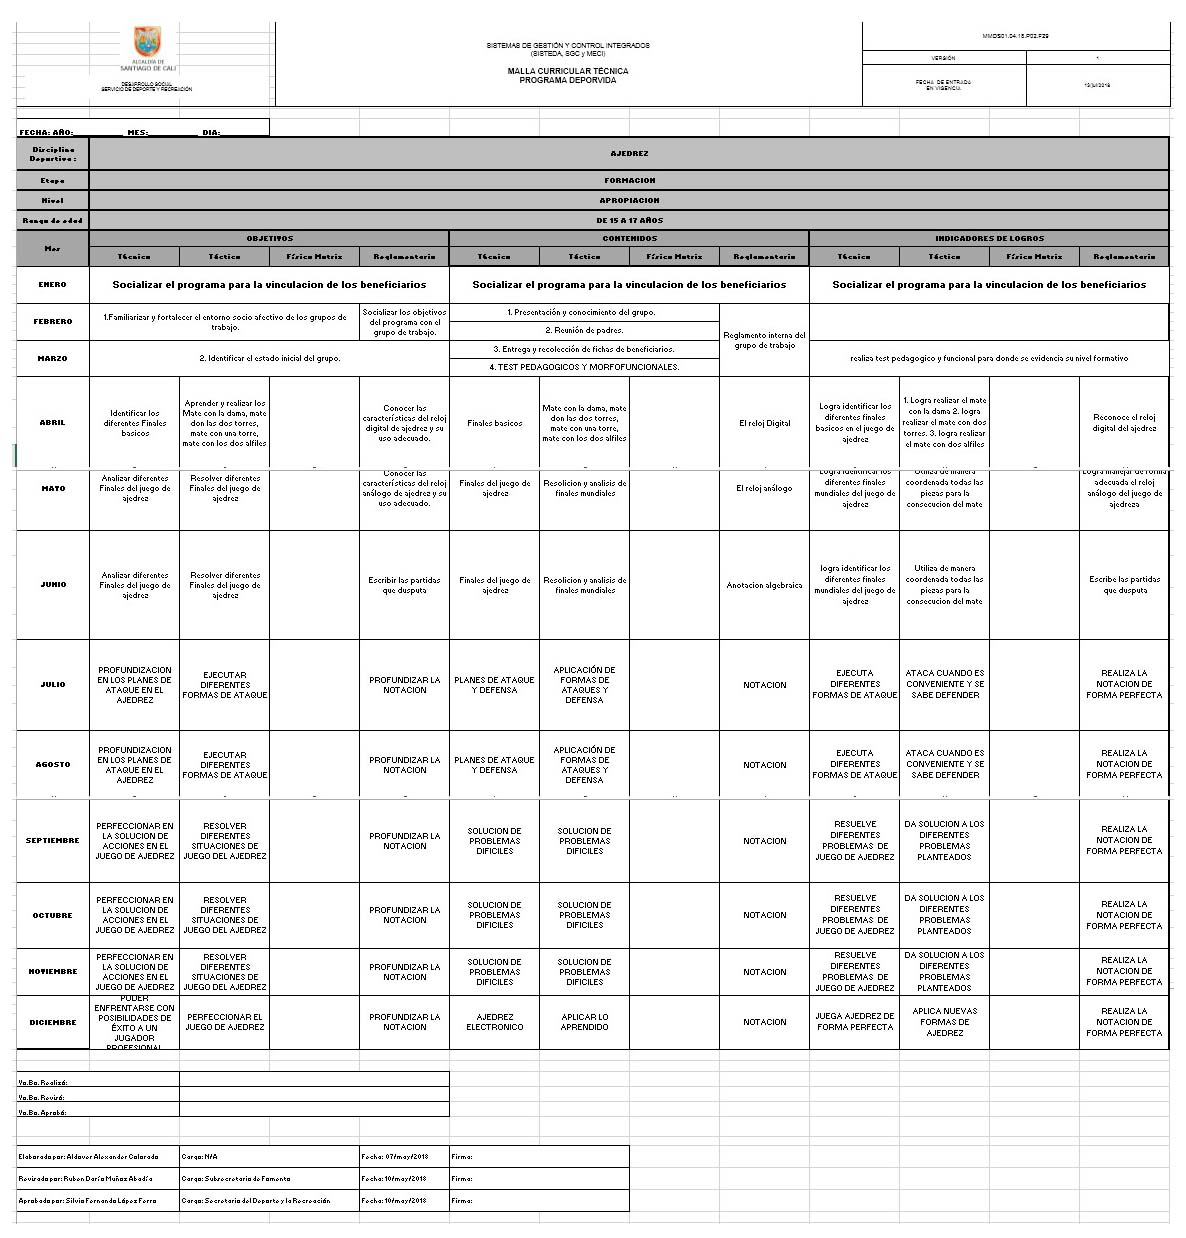 ALCALDÍA DE
SANTIAGO DE CALI
DESARROLLO SOCIAL
SERVICIO DE DEPORTE Y RECREACIÓN
SISTEMAS DE GESTIÓN Y CONTROL INTEGRADOS
(SISTEDA, SGC y MECI)
MALLA CURRICULAR TÉCNICA
PROGRAMA DEPORVIDA
MMDS01.04.18.P03.F29
VERSIÓN 1
FECHA DE ENTRADA
EN VIGENCIA
13/jul/2018
FECHA: AÑO:__________ MES:__________ DIA:__________
Disciplina
Deportiva :
AJEDREZ
Etapa FORMACION
Nivel APROPIACION
Rango de edad DE 15 A 17 AÑOS
Mes OBJETIVOS CONTENIDOS INDICADORES DE LOGROS
Técnico Táctico Físico Motriz Reglamentario Técnico Táctico Físico Motriz Reglamentario Técnico Táctico Físico Motriz Reglamentario
ENERO Socializar el programa para la vinculacion de los beneficiarios Socializar el programa para la vinculacion de los beneficiarios Socializar el programa para la vinculacion de los beneficiarios
FEBRERO
1.Familiarizar y fortalecer el entorno socio afectivo de los grupos de
trabajo.
Socializar los objetivos
del programa con el
grupo de trabajo.
1. Presentación y conocimiento del grupo.
2. Reunión de padres.
Reglamento interna del
grupo de trabajo
MARZO
2. Identificar el estado inicial del grupo.
3. Entrega y recolección de fichas de beneficiarios.
4. TEST PEDAGOGICOS Y MORFOFUNCIONALES.
realiza test pedagogico y funcional para donde se evidencia su nivel formativo
ABRIL
Identificar los
diferentes Finales
basicos
Aprender y realizar los
Mate con la dama, mate
don las dos torres,
mate con una torre,
mate con los dos alfiles
Conocer las
características del reloj
digital de ajedrez y su
uso adecuado.
Finales basicos
Mate con la dama, mate
don las dos torres,
mate con una torre,
mate con los dos alfiles
El reloj Digital
Logra identificar los
diferentes finales
basicos en el juego de
ajedrez
1. Logra realizar el mate
con la dama 2. logra
realizar el mate con dos
torres. 3. logra realizar
el mate con dos alfiles
Reconoce el reloj
digital del ajedrez
MAYO
Analizar diferentes
Finales del juego de
ajedrez
Resolver diferentes
Finales del juego de
ajedrez
Conocer las
características del reloj
análogo de ajedrez y su
uso adecuado.
Finales del juego de
ajedrez
Resolicion y analisis de
finales mundiales
El reloj análogo
Logra identificar los
diferentes finales
mundiales del juego de
ajedrez
Utiliza de manera
coordenada todas las
piezas para la
consecucion del mate
Logra manejar de forma
adecuada el reloj
análogo del juego de
ajedreza
JUNIO
Analizar diferentes
Finales del juego de
ajedrez
Resolver diferentes
Finales del juego de
ajedrez
Escribir las partidas
que dusputa
Finales del juego de
ajedrez
Resolicion y analisis de
finales mundiales
Anotacion algebraica
logra identificar los
diferentes finales
mundiales del juego de
ajedrez
Utiliza de manera
coordenada todas las
piezas para la
consecucion del mate
Escribe las partidas
que dusputa
JULIO
PROFUNDIZACION
EN LOS PLANES DE
ATAQUE EN EL
AJEDREZ
EJECUTAR
DIFERENTES
FORMAS DE ATAQUE
PROFUNDIZAR LA
NOTACION
PLANES DE ATAQUE
Y DEFENSA
APLICACIÓN DE
FORMAS DE
ATAQUES Y
DEFENSA
NOTACION
EJECUTA
DIFERENTES
FORMAS DE ATAQUE
ATACA CUANDO ES
CONVENIENTE Y SE
SABE DEFENDER
REALIZA LA
NOTACION DE
FORMA PERFECTA
AGOSTO
PROFUNDIZACION
EN LOS PLANES DE
ATAQUE EN EL
AJEDREZ
EJECUTAR
DIFERENTES
FORMAS DE ATAQUE
PROFUNDIZAR LA
NOTACION
PLANES DE ATAQUE
Y DEFENSA
APLICACIÓN DE
FORMAS DE
ATAQUES Y
DEFENSA
NOTACION
EJECUTA
DIFERENTES
FORMAS DE ATAQUE
ATACA CUANDO ES
CONVENIENTE Y SE
SABE DEFENDER
REALIZA LA
NOTACION DE
FORMA PERFECTA
SEPTIEMBRE
PERFECCIONAR EN
LA SOLUCION DE
ACCIONES EN EL
JUEGO DE AJEDREZ
RESOLVER
DIFERENTES
SITUACIONES DE
JUEGO DEL AJEDREZ
PROFUNDIZAR LA
NOTACION
SOLUCION DE
PROBLEMAS
DIFICILES
SOLUCION DE
PROBLEMAS
DIFICILES
NOTACION
RESUELVE
DIFERENTES
PROBLEMAS DE
JUEGO DE AJEDREZ
DA SOLUCION A LOS
DIFERENTES
PROBLEMAS
PLANTEADOS
REALIZA LA
NOTACION DE
FORMA PERFECTA
OCTUBRE
PERFECCIONAR EN
LA SOLUCION DE
ACCIONES EN EL
JUEGO DE AJEDREZ
RESOLVER
DIFERENTES
SITUACIONES DE
JUEGO DEL AJEDREZ
PROFUNDIZAR LA
NOTACION
SOLUCION DE
PROBLEMAS
DIFICILES
SOLUCION DE
PROBLEMAS
DIFICILES
NOTACION
RESUELVE
DIFERENTES
PROBLEMAS DE
JUEGO DE AJEDREZ
DA SOLUCION A LOS
DIFERENTES
PROBLEMAS
PLANTEADOS
REALIZA LA
NOTACION DE
FORMA PERFECTA
NOVIEMBRE
PERFECCIONAR EN
LA SOLUCION DE
ACCIONES EN EL
JUEGO DE AJEDREZ
RESOLVER
DIFERENTES
SITUACIONES DE
JUEGO DEL AJEDREZ
PROFUNDIZAR LA
NOTACION
SOLUCION DE
PROBLEMAS
DIFICILES
SOLUCION DE
PROBLEMAS
DIFICILES
NOTACION
RESUELVE
DIFERENTES
PROBLEMAS DE
JUEGO DE AJEDREZ
DA SOLUCION A LOS
DIFERENTES
PROBLEMAS
PLANTEADOS
REALIZA LA
NOTACION DE
FORMA PERFECTA
DICIEMBRE
PODER
ENFRENTARSE CON
POSIBILIDADES DE
ÉXITO A UN
JUGADOR
PROFESIONAL
PERFECCIONAR EL
JUEGO DE AJEDREZ
PROFUNDIZAR LA
NOTACION
AJEDREZ
ELECTRONICO
APLICAR LO
APRENDIDO
NOTACION
JUEGA AJEDREZ DE
FORMA PERFECTA
APLICA NUEVAS
FORMAS DE
AJEDREZ
REALIZA LA
NOTACION DE
FORMA PERFECTA
Vo.Bo. Realizó:
Vo.Bo. Revisó:
Vo.Bo. Aprobó:
Elaborado por: Aldaver Alexander Calarado Cargo: N/A Fecha: 07/may/2018 Firma:
Revisado por: Ruben Darío Muñoz Abadía Cargo: Subsecretaria de Fomento Fecha: 10/may/2018 Firma:
Aprobado por: Silvia Fernanda López Ferro Cargo: Secretaria del Deporte y la Recreación Fecha: 10/may/2018 Firma: